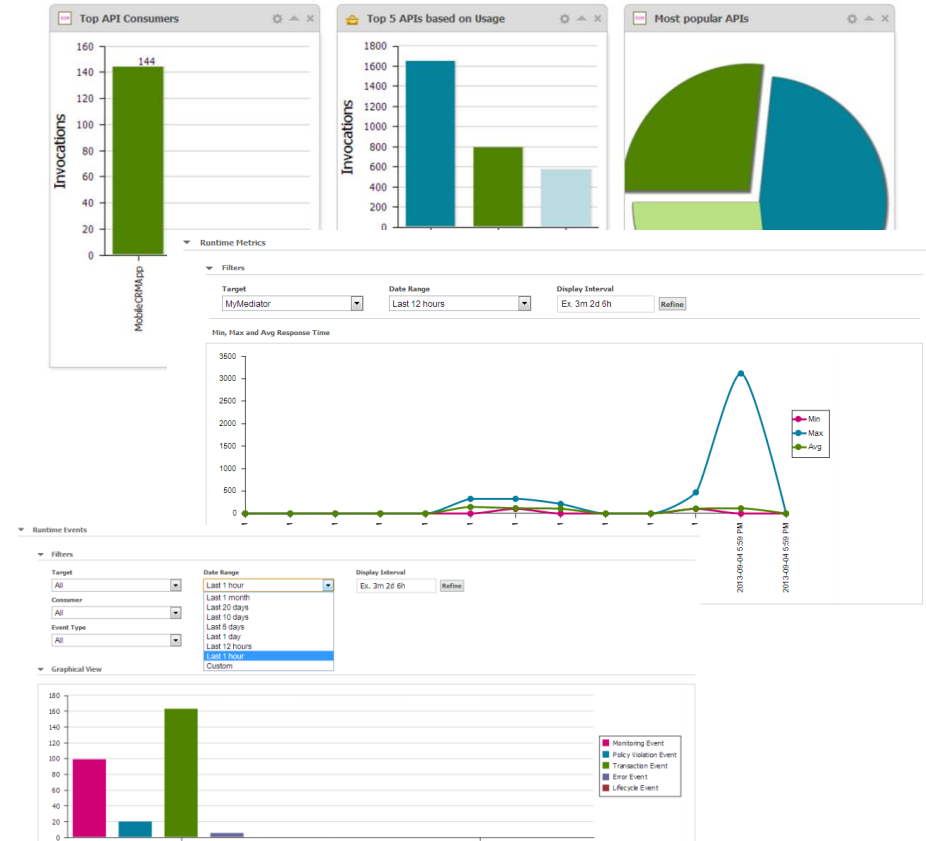 Top API Consumers
Top 5 APIs based on Usage
Most popular APIs
160
140
120
100
80
60
40
20
0
Invocations
144
MobileCRMApp
1800
1600
1400
1200
1000
800
600
400
200
0
Invocations
Runtime Metrics
Filters
Target
Date Range
Display Interval
MyMediator
Last 12 hours
Ex. 3m 2d 6h
Refine
Min, Max and Avg Response Time
3500
3000
2500
2000
1500
1000
500
0
Min
Max
Avg
2013-09-04 5:59 PM
2013-09-04 5:59 PM
Runtime Events
Filters
Target
Date Range
Display Interval
All
Last 1 hour
Ex. 3m 2d 6h
Refine
Consumer
All
Event Type
All
Last 1 month
Last 20 days
Last 10 days
Last 5 days
Last 1 day
Last 12 hours
Last 1 hour
Custom
Graphical View
180
160
140
120
100
80
60
40
20
0
Monitoring Event
Policy Violation Event
Transaction Event
Error Event
Lifecycle Event